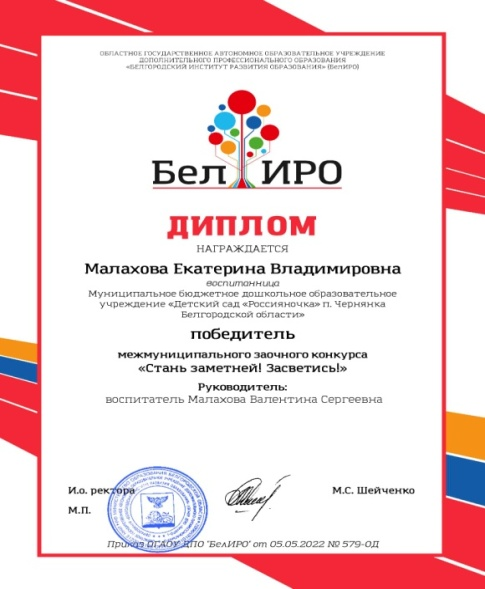 ОБЛАСТНОЕ ГОСУДАРСТВЕННОЕ АВТОНОМНОЕ ОБРАЗОВАТЕЛЬНОЕ УЧРЕЖДЕНИЕ
ДОПОЛНИТЕЛЬНОГО ПРОФЕССИОНАЛЬНОГО ОБРАЗОВАНИЯ
«БЕЛГОРОДСКИЙ ИНСТИТУТ РАЗВИТИЯ ОБРАЗОВАНИЯ» (БелИРО)
Бел ИРО
ДИПЛОМ
НАГРАЖДАЕТСЯ
Малахова Екатерина Владимировна
воспитанница
Муниципальное бюджетное дошкольное образовательное
учреждение «Детский сад «Россияночка» п. Чернянка
Белгородской области»
победитель
межмуниципального заочного конкурса
«Стань заметней! Засветись!»
Руководитель:
воспитатель Малахова Валентина Сергеевна
И.о. ректора
М.С. Шейченко
М.П.
Приказ ОГАОУ ДПО "БелИРО" от 05.05.2022 № 579-ОД